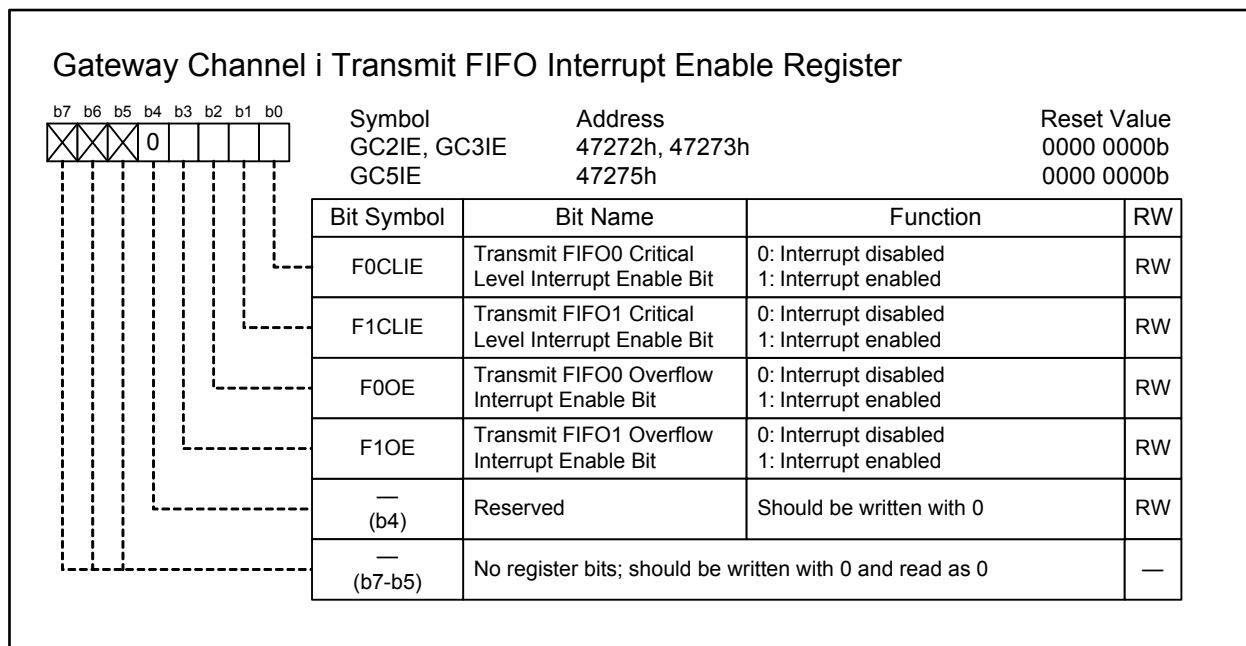 Gateway Channel i Transmit FIFO Interrupt Enable Register
b7 b6 b5 b4 b3 b2 b1 b0
0
Symbol Address Reset Value
GC2IE, GC3IE 47272h, 47273h 0000 0000b
GC5IE 47275h 0000 0000b
Bit Symbol Bit Name Function RW
F0CLIE
Transmit FIFO0 Critical
Level Interrupt Enable Bit
0: Interrupt disabled
1: Interrupt enabled
RW
F1CLIE
Transmit FIFO1 Critical
Level Interrupt Enable Bit
0: Interrupt disabled
1: Interrupt enabled
RW
F0OE
Transmit FIFO0 Overflow
Interrupt Enable Bit
0: Interrupt disabled
1: Interrupt enabled
RW
F1OE
Transmit FIFO1 Overflow
Interrupt Enable Bit
0: Interrupt disabled
1: Interrupt enabled
RW
—
(b4)
Reserved
Should be written with 0
RW
—
(b7-b5)
No register bits; should be written with 0 and read as 0
—